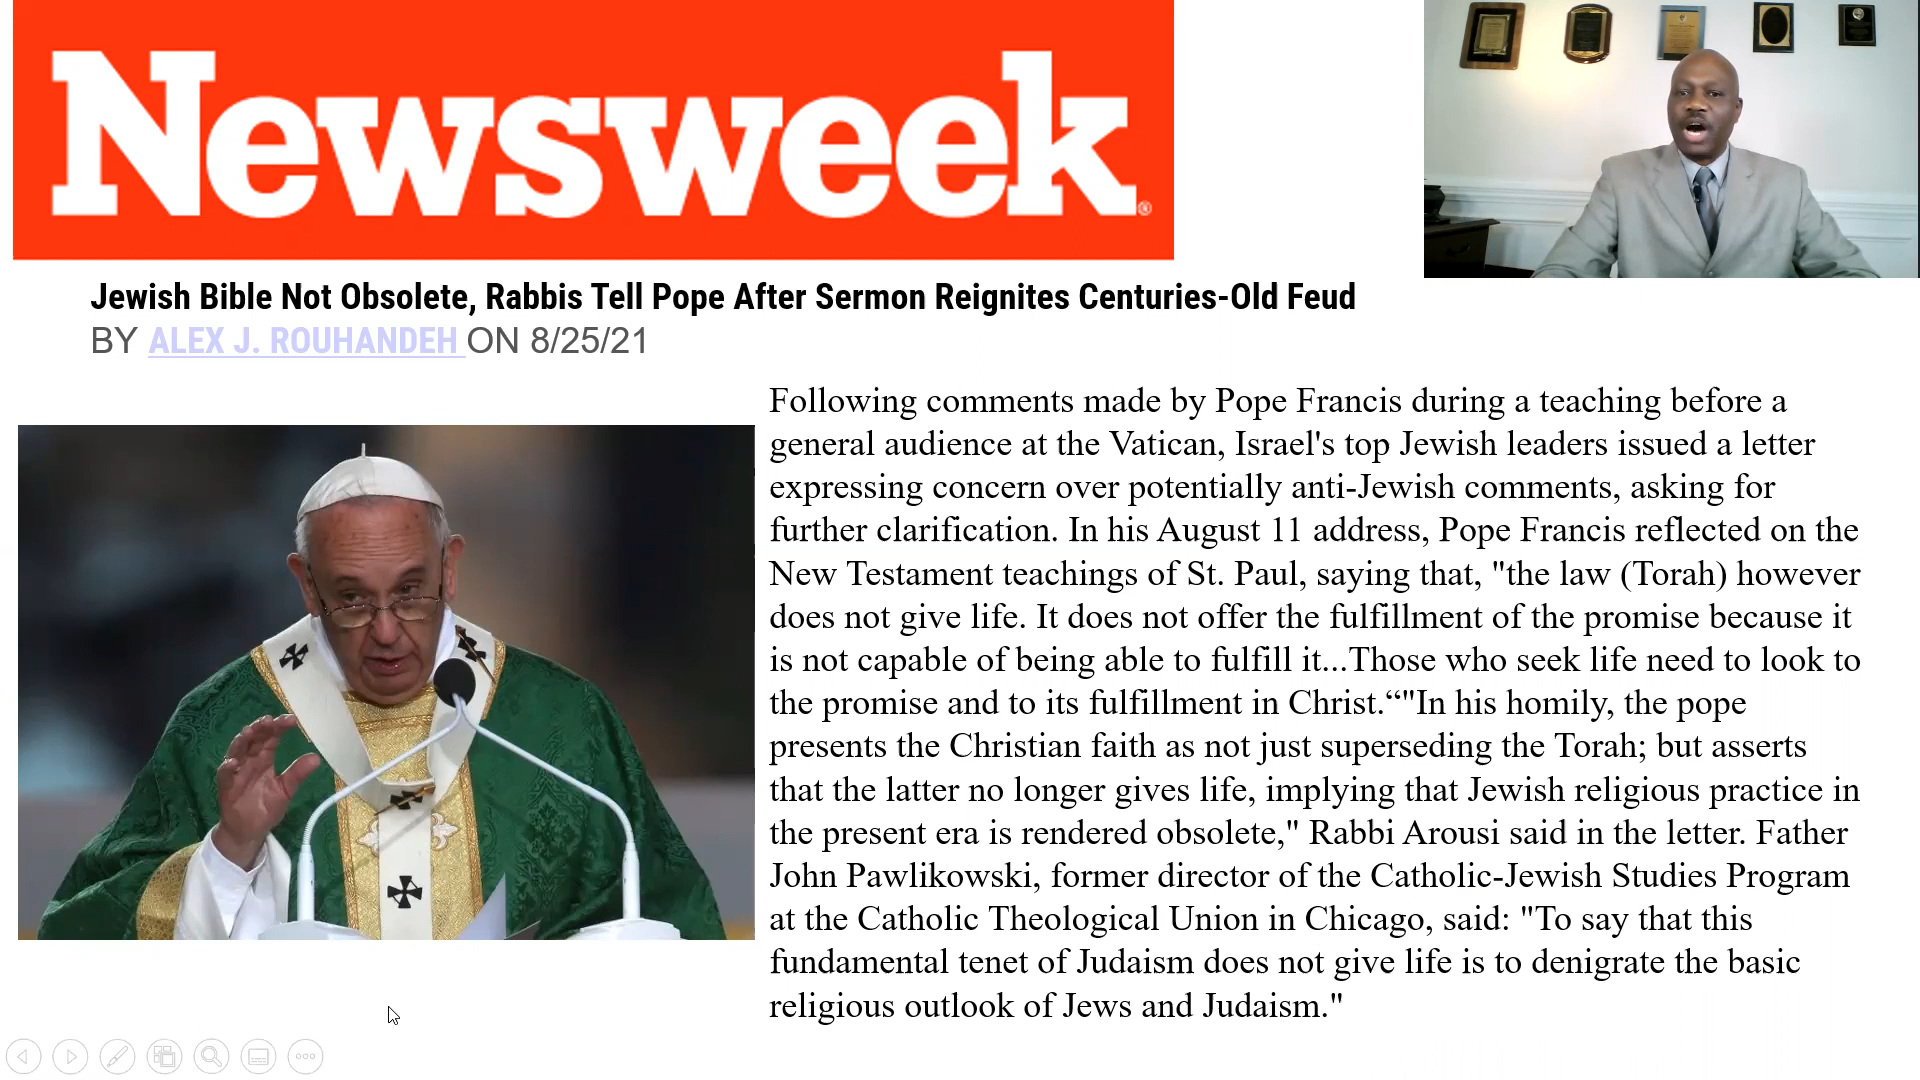 Newsweek®
Jewish Bible Not Obsolete, Rabbis Tell Pope After Sermon Reignites Centuries-Old Feud
BY ALEX J. ROUHANDEH ON 8/25/21
Following comments made by Pope Francis during a teaching before a
general audience at the Vatican, Israel's top Jewish leaders issued a letter
expressing concern over potentially anti-Jewish comments, asking for
further clarification. In his August 11 address, Pope Francis reflected on the
New Testament teachings of St. Paul, saying that, "the law (Torah) however
does not give life. It does not offer the fulfillment of the promise because it
is not capable of being able to fulfill it...Those who seek life need to look to
the promise and to its fulfillment in Christ.“"In his homily, the pope
presents the Christian faith as not just superseding the Torah; but asserts
that the latter no longer gives life, implying that Jewish religious practice in
the present era is rendered obsolete," Rabbi Arousi said in the letter. Father
John Pawlikowski, former director of the Catholic-Jewish Studies Program
at the Catholic Theological Union in Chicago, said: "To say that this
fundamental tenet of Judaism does not give life is to denigrate the basic
religious outlook of Jews and Judaism."